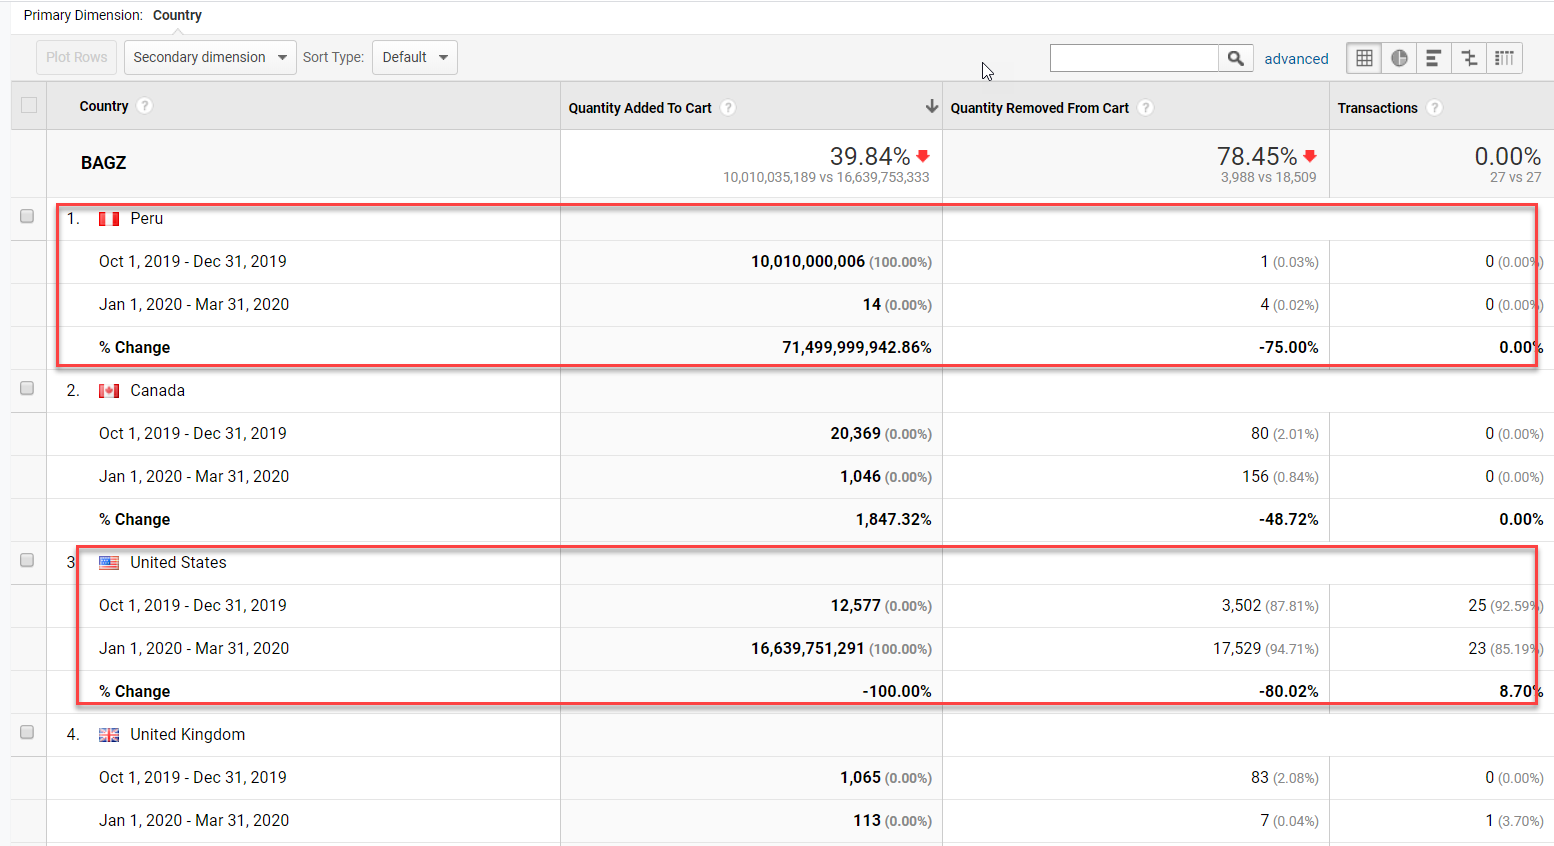 Primary Dimension: Country
Plot Rows Secondary dimension Sort Type: Default advanced
Country ? Quantity Added To Cart ? Quantity Removed From Cart ? Transactions ?
BAGZ 39.84% 78.45% 0.00%
10,010,035,189 vs 16,639,753,333 3,988 vs 18,509 27 vs 27
1. Peru
Oct 1, 2019 - Dec 31, 2019 10,010,000,006 (100.00%) 1 (0.03%) 0 (0.00%)
Jan 1, 2020 - Mar 31, 2020 14 (0.00%) 4 (0.02%) 0 (0.00%)
% Change 71,499,999,942.86% -75.00% 0.00%
2. Canada
Oct 1, 2019 - Dec 31, 2019 20,369 (0.00%) 80 (2.01%) 0 (0.00%)
Jan 1, 2020 - Mar 31, 2020 1,046 (0.00%) 156 (0.84%) 0 (0.00%)
% Change 1,847.32% -48.72% 0.00%
3 United States
Oct 1, 2019 - Dec 31, 2019 12,577 (0.00%) 3,502 (87.81%) 25 (92.59%)
Jan 1, 2020 - Mar 31, 2020 16,639,751,291 (100.00%) 17,529 (94.71%) 23 (85.19%)
% Change -100.00% -80.02% 8.70%
4. United Kingdom
Oct 1, 2019 - Dec 31, 2019 1,065 (0.00%) 83 (2.08%) 0 (0.00%)
Jan 1, 2020 - Mar 31, 2020 113 (0.00%) 7 (0.04%) 1 (3.70%)